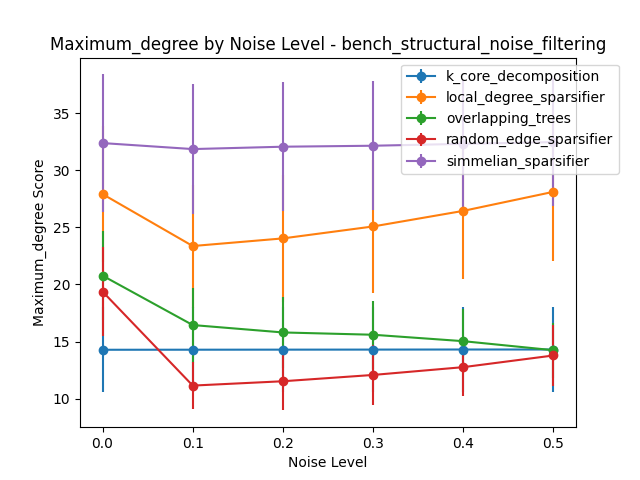 Maximum_degree by Noise Level - bench_structural_noise_filtering
k_core_decomposition
local_degree_sparsifier
overlapping_trees
random_edge_sparsifier
simmelian_sparsifier
Maximum_degree Score
35
30
25
20
15
10
0.0 0.1 0.2 0.3 0.4 0.5
Noise Level